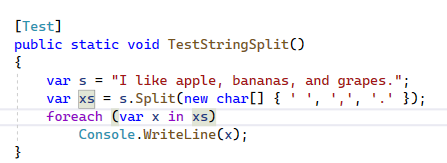 [Test]
public static void TestStringSplit()
{
    var s = "I like apple, bananas, and grapes.";
    var xs = s.Split(new char[] { ' ', ',', '.' });
    foreach (var x in xs)
        Console.WriteLine(x);
}